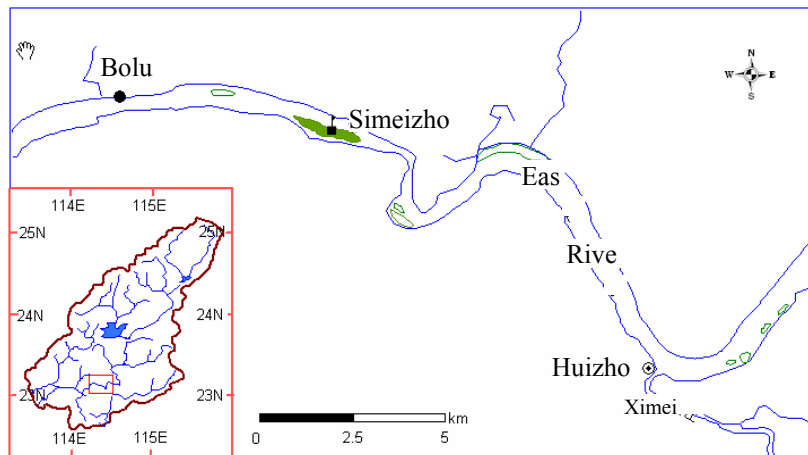 N
W E
S
Bolu
Simeizho
Eas
Rive
Huizho
Ximei
114E 115E
25N 25N
24N 24N
23N 23N
114E 115E
km
0 2.5 5